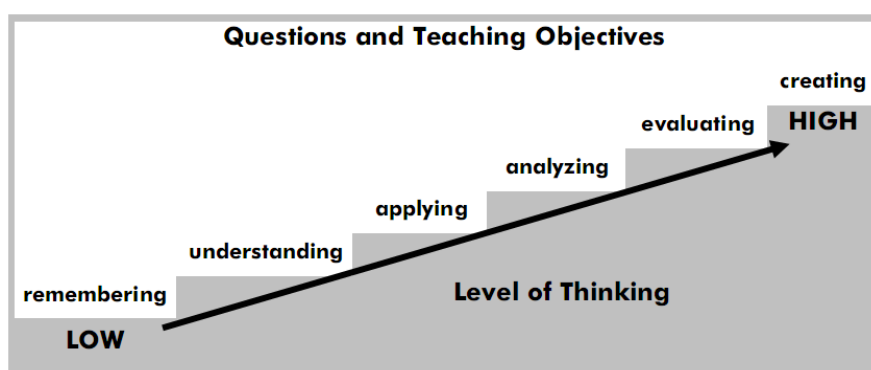 Questions and Teaching Objectives
creating
HIGH
evaluating
analyzing
applying
understanding
remembering
Level of Thinking
LOW